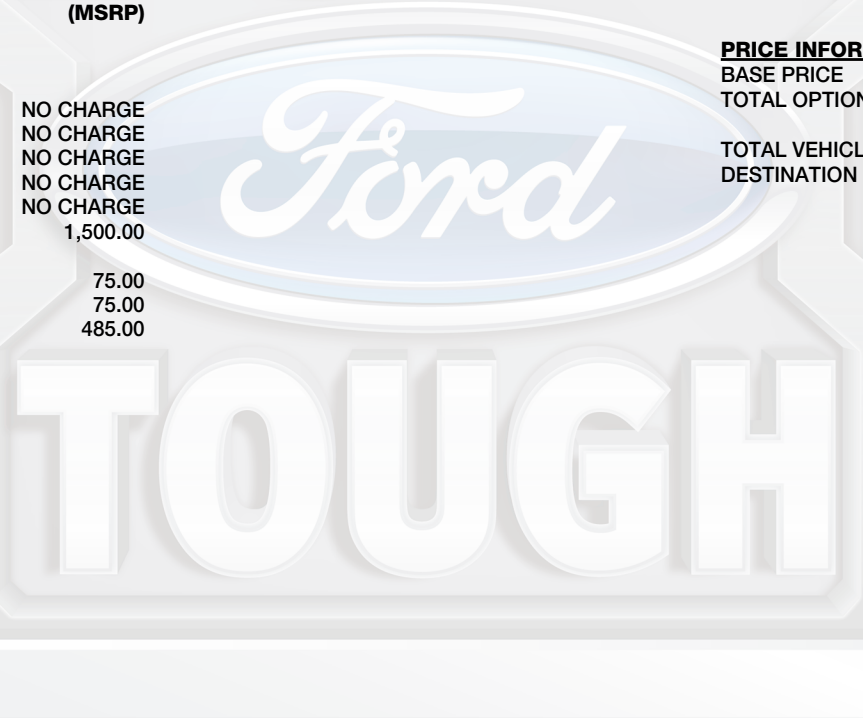 (MSRP)
NO CHARGE
NO CHARGE
NO CHARGE
NO CHARGE
NO CHARGE
1,500.00
75.00
75.00
485.00
PRICE INFOR
BASE PRICE
TOTAL OPTION
TOTAL VEHICL
DESTINATION
Ford
TOUGH